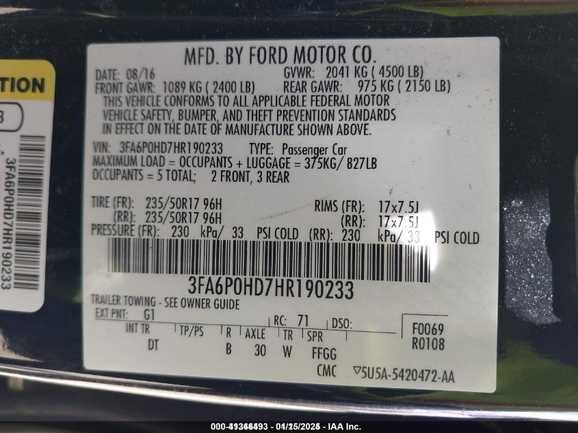 TION
3
3FA6P0HD7HR190233
MFD. BY FORD MOTOR CO.
DATE: 08/16 GVWR: 2041 KG ( 4500 LB)
FRONT GAWR: 1089 KG ( 2400 LB) REAR GAWR: 975 KG ( 2150 LB)
THIS VEHICLE CONFORMS TO ALL APPLICABLE FEDERAL MOTOR
VEHICLE SAFETY, BUMPER, AND THEFT PREVENTION STANDARDS
IN EFFECT ON THE DATE OF MANUFACTURE SHOWN ABOVE.
VIN: 3FA6P0HD7HR190233 TYPE: Passenger Car
MAXIMUM LOAD = OCCUPANTS + LUGGAGE = 375KG/ 827LB
OCCUPANTS = 5 TOTAL; 2 FRONT, 3 REAR
TIRE (FR): 235/50R17 96H RIMS (FR): 17x7.5J
(RR): 235/50R17 96H (RR): 17x7.5J
PRESSURE (FR): 230 kPa/ 33 PSI COLD (RR): 230 kPa/ 33 PSI COLD
3FA6P0HD7HR190233
TRAILER TOWING - SEE OWNER GUIDE
EXT PNT: G1 RC: 71 DSO: F0069
INT TR TP/PS R AXLE TR SPR R0108
DT B 30 W FFGG
CMC 5U5A-5420472-AA
IAA Inc.